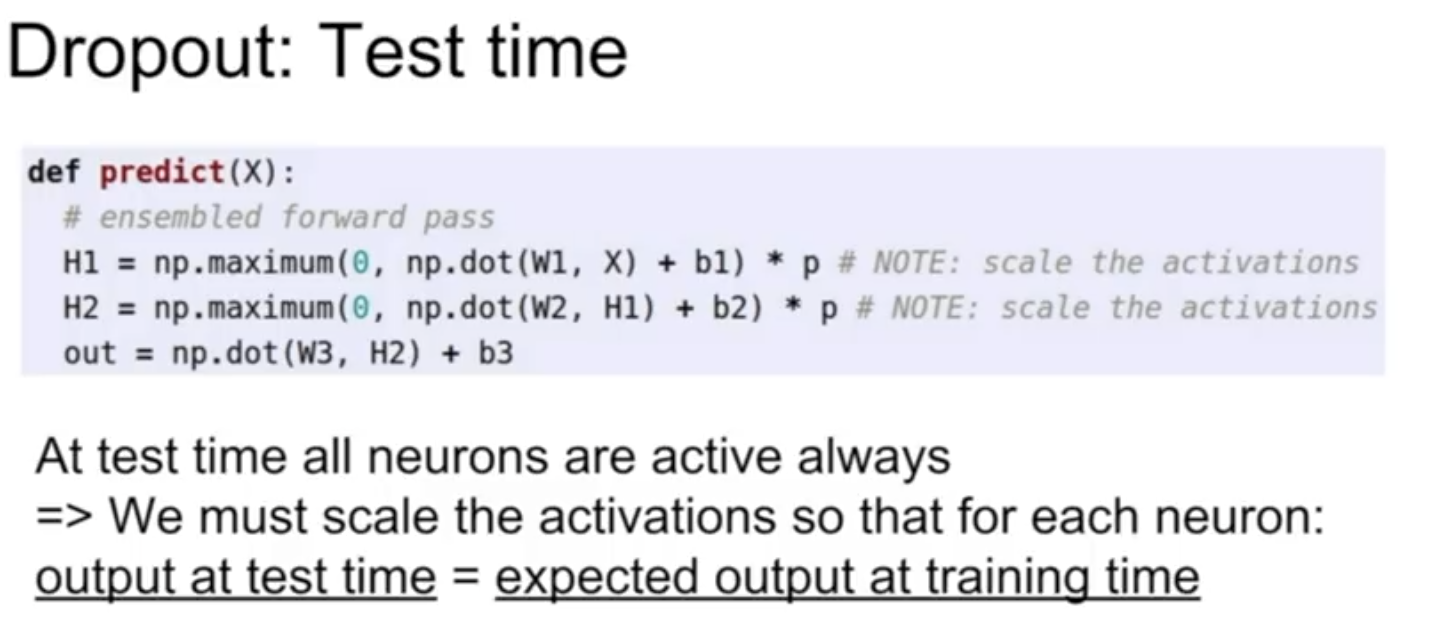 Dropout: Test time
def predict(X):
# ensembled forward pass
H1 = np.maximum(0, np.dot(W1, X) + b1) * p # NOTE: scale the activations
H2 = np.maximum(0, np.dot(W2, H1) + b2) * p # NOTE: scale the activations
out = np.dot(W3, H2) + b3
At test time all neurons are active always
=> We must scale the activations so that for each neuron:
output at test time = expected output at training time